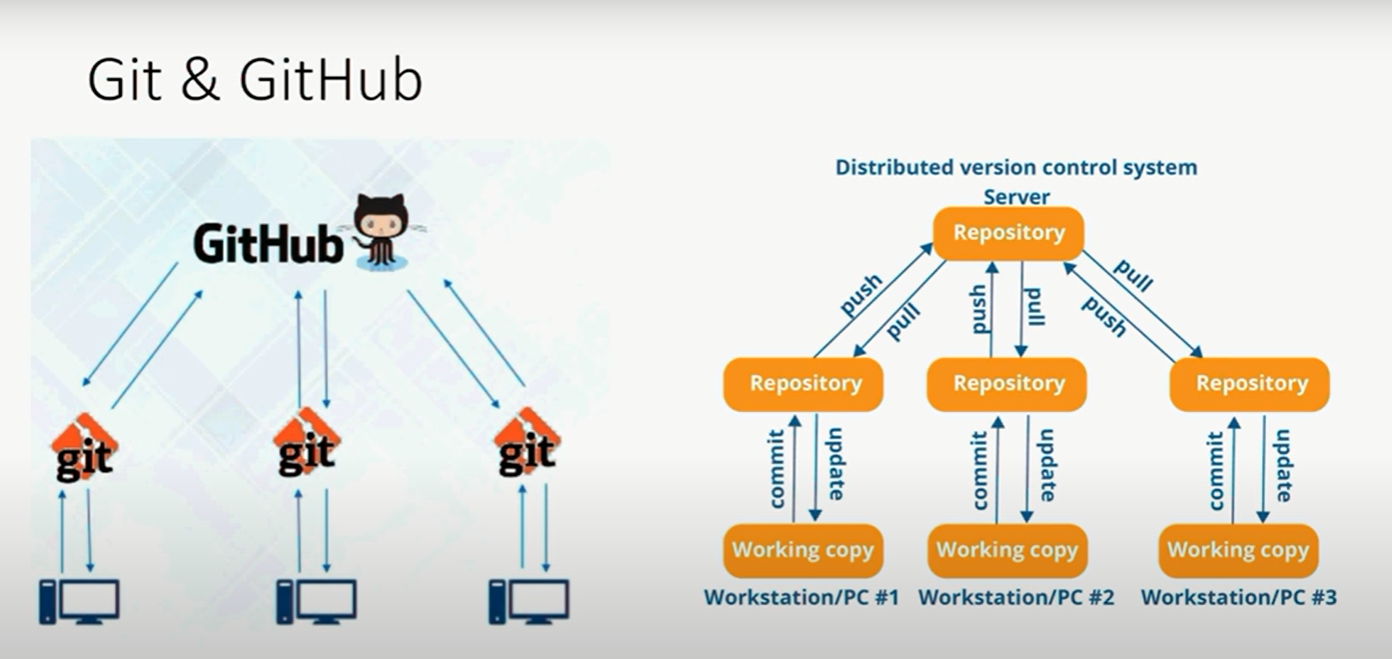 Git & GitHub
GitHub
git
git
git
Distributed version control system
Server
Repository
push
pull
push
pull
push
pull
Repository
Repository
Repository
commit
update
commit
update
commit
update
Working copy
Working copy
Working copy
Workstation/PC #1
Workstation/PC #2
Workstation/PC #3